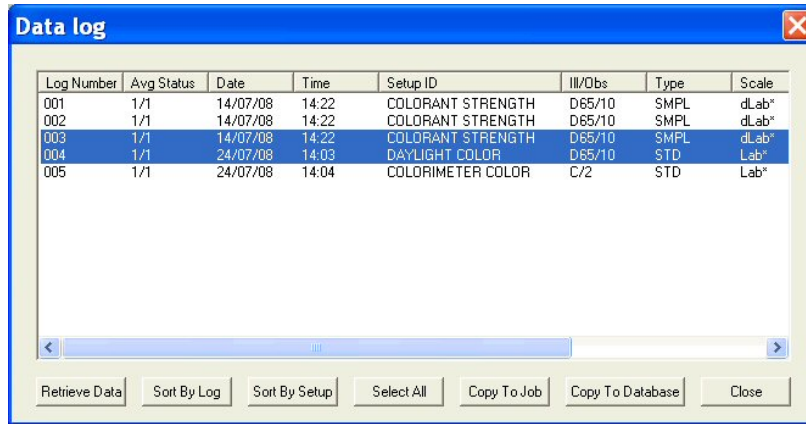 Data log
Log Number Avg Status Date Time Setup ID Ill/Obs Type Scale
001 1/1 14/07/08 14:22 COLORANT STRENGTH D65/10 SMPL dLab*
002 1/1 14/07/08 14:22 COLORANT STRENGTH D65/10 SMPL dLab*
003 1/1 14/07/08 14:22 COLORANT STRENGTH D65/10 SMPL dLab*
004 1/1 24/07/08 14:03 DAYLIGHT COLOR D65/10 STD Lab*
005 1/1 24/07/08 14:04 COLORIMETER COLOR C/2 STD Lab*
Retrieve Data Sort By Log Sort By Setup Select All Copy To Job Copy To Database Close